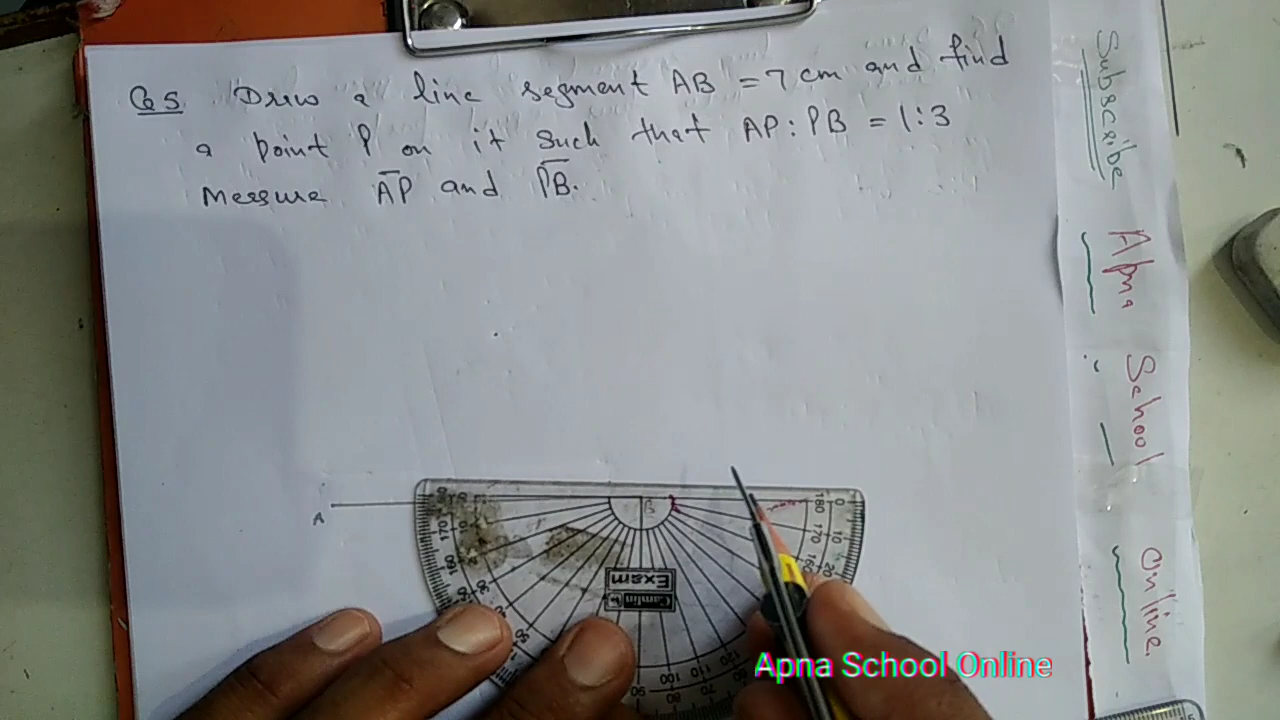 Q5. Draw a line segment AB = 7 cm and find
a point P on it such that AP : PB = 1:3
Measure AP and PB.
Subscribe Apna School Online.
A
B
Exam
Camlin
Apna School Online